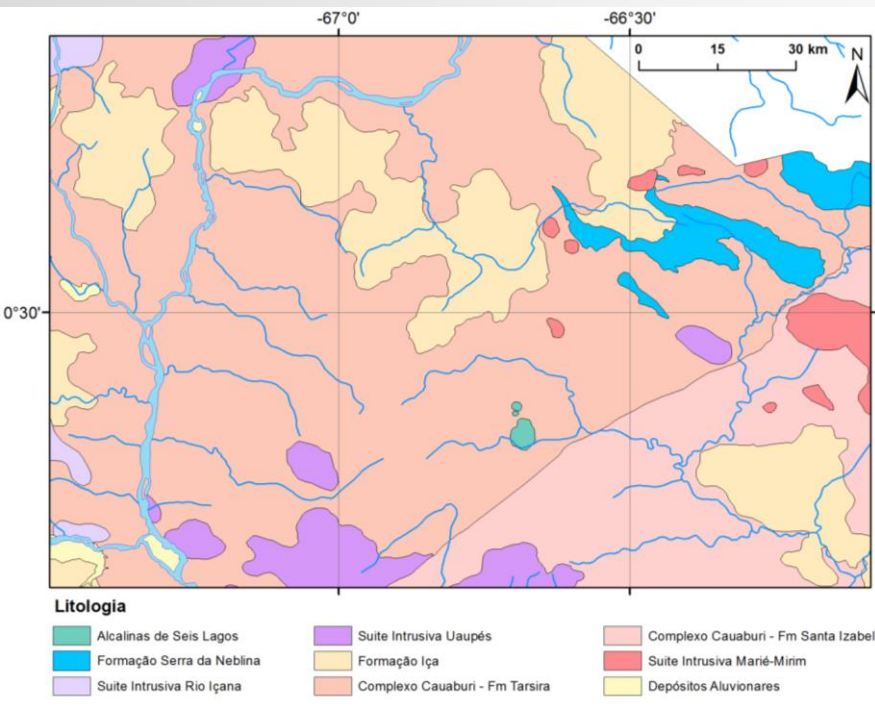 -67°0' -66°30'
0 15 30 km
N
0°30'
Litologia
Alcalinas de Seis Lagos
Formação Serra da Neblina
Suite Intrusiva Rio Içana
Suite Intrusiva Uaupés
Formação Iça
Complexo Cauaburi - Fm Tarsira
Complexo Cauaburi - Fm Santa Izabel
Suite Intrusiva Marié-Mirim
Depósitos Aluvionares